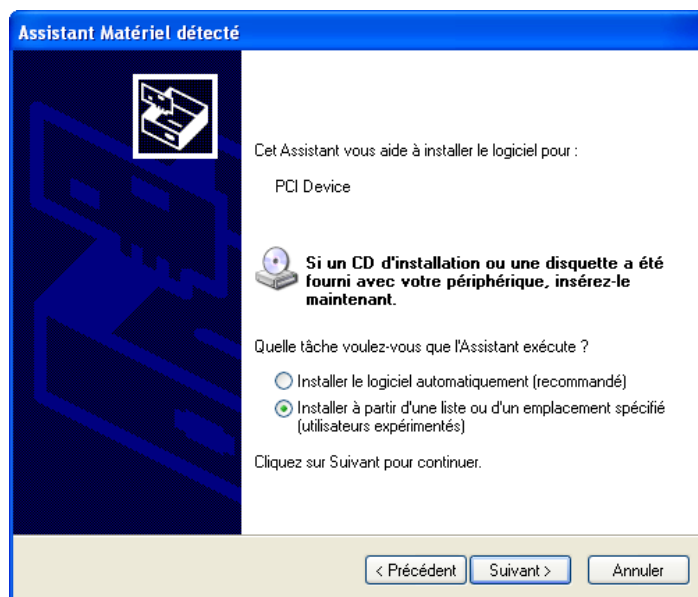 Assistant Matériel détecté
Cet Assistant vous aide à installer le logiciel pour :
PCI Device
Si un CD d'installation ou une disquette a été
fourni avec votre périphérique, insérez-le
maintenant.
Quelle tâche voulez-vous que l'Assistant exécute ?
Installer le logiciel automatiquement (recommandé)
Installer à partir d'une liste ou d'un emplacement spécifié
(utilisateurs expérimentés)
Cliquez sur Suivant pour continuer.
< Précédent Suivant > Annuler